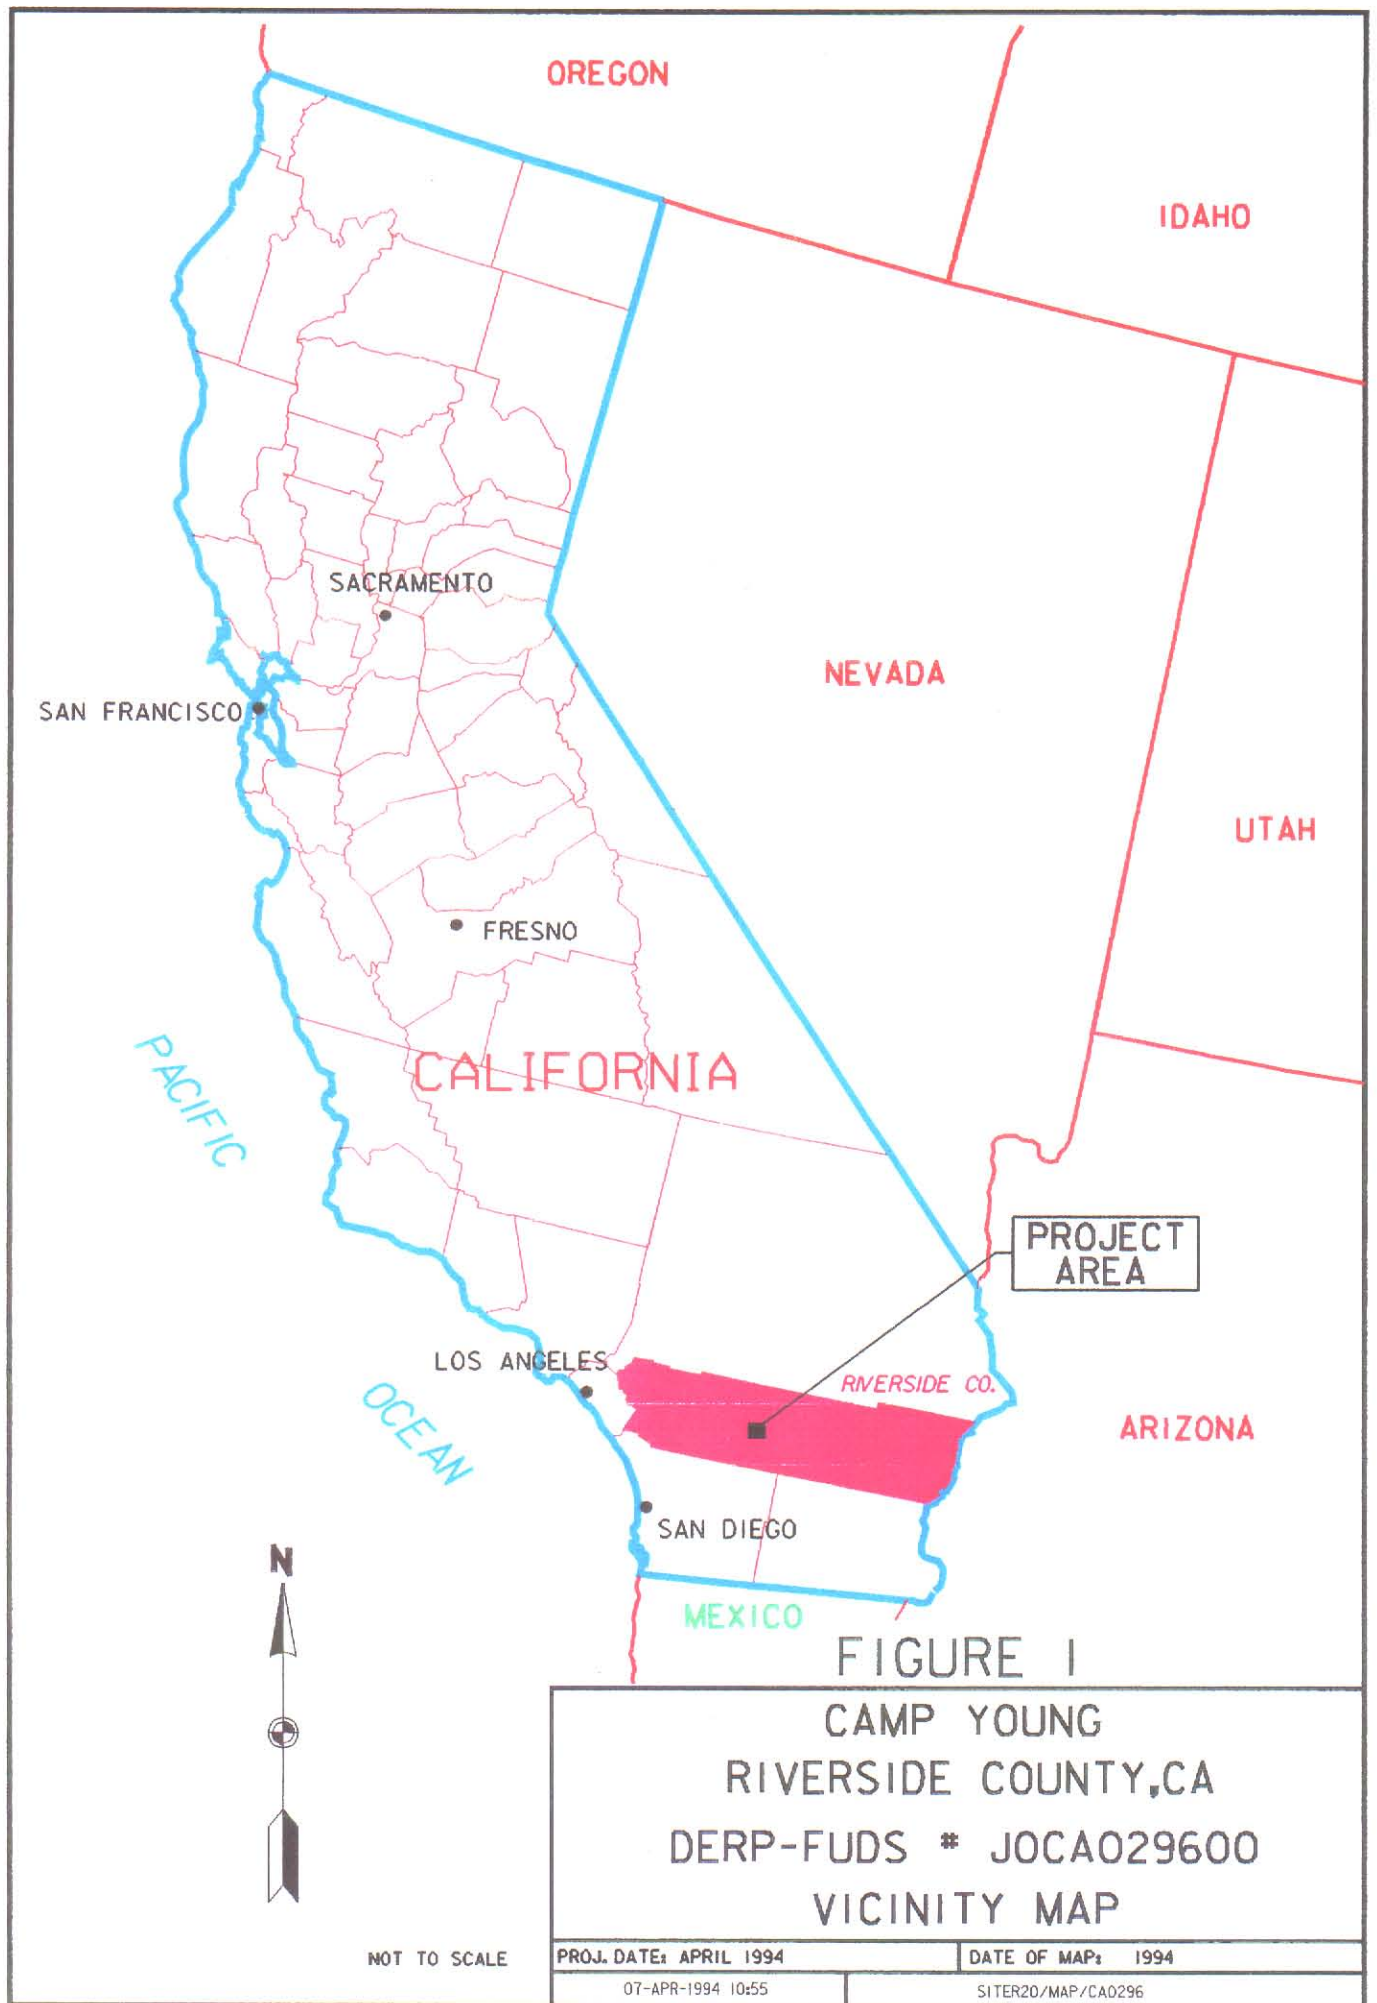 OREGON
IDAHO
SACRAMENTO
NEVADA
SAN FRANCISCO
UTAH
FRESNO
PACIFIC
CALIFORNIA
PROJECT
AREA
LOS ANGELES
RIVERSIDE CO.
OCEAN
ARIZONA
SAN DIEGO
N
MEXICO
FIGURE 1
CAMP YOUNG
RIVERSIDE COUNTY,CA
DERP-FUDS # JOCA029600
VICINITY MAP
NOT TO SCALE
PROJ. DATE: APRIL 1994
DATE OF MAP: 1994
07-APR-1994 10:55
SITER20/MAP/CA0296